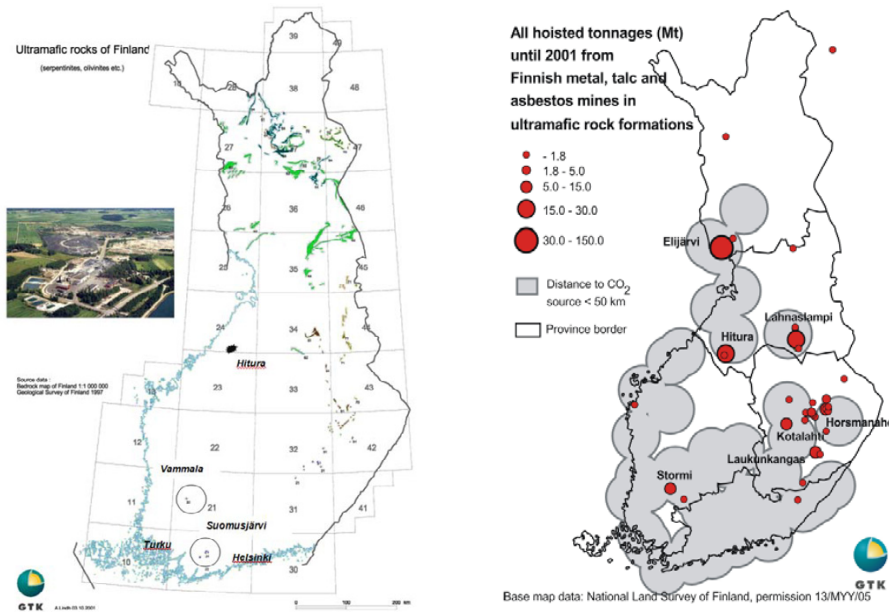 Ultramafic rocks of Finland
(serpentinites, olivinites etc.)
39
49
18
28
38
48
27
37
47
26
36
46
25
35
45
24
34
44
Hitura
Source data :
Bedrock map of Finland 1:1 000 000
Geological Survey of Finland 1997
13
23
33
43
12
22
32
42
Vammala
11
21
31
41
Suomusjärvi
Turku
Helsinki
10
30
GTK
All hoisted tonnages (Mt)
until 2001 from
Finnish metal, talc and
asbestos mines in
ultramafic rock formations
- 1.8
1.8 - 5.0
5.0 - 15.0
15.0 - 30.0
30.0 - 150.0
Distance to CO2
source < 50 km
Province border
Elijärvi
Lahnaslampi
Hitura
Horsmanaho
Kotalahti
Laukunkangas
Stormi
GTK
Base map data: National Land Survey of Finland, permission 13/MYY/05